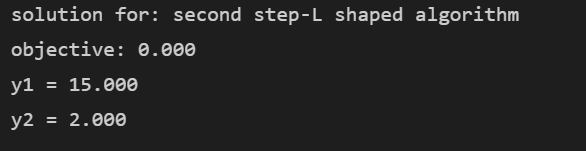 solution for: second step-L shaped algorithm
objective: 0.000
y1 = 15.000
y2 = 2.000